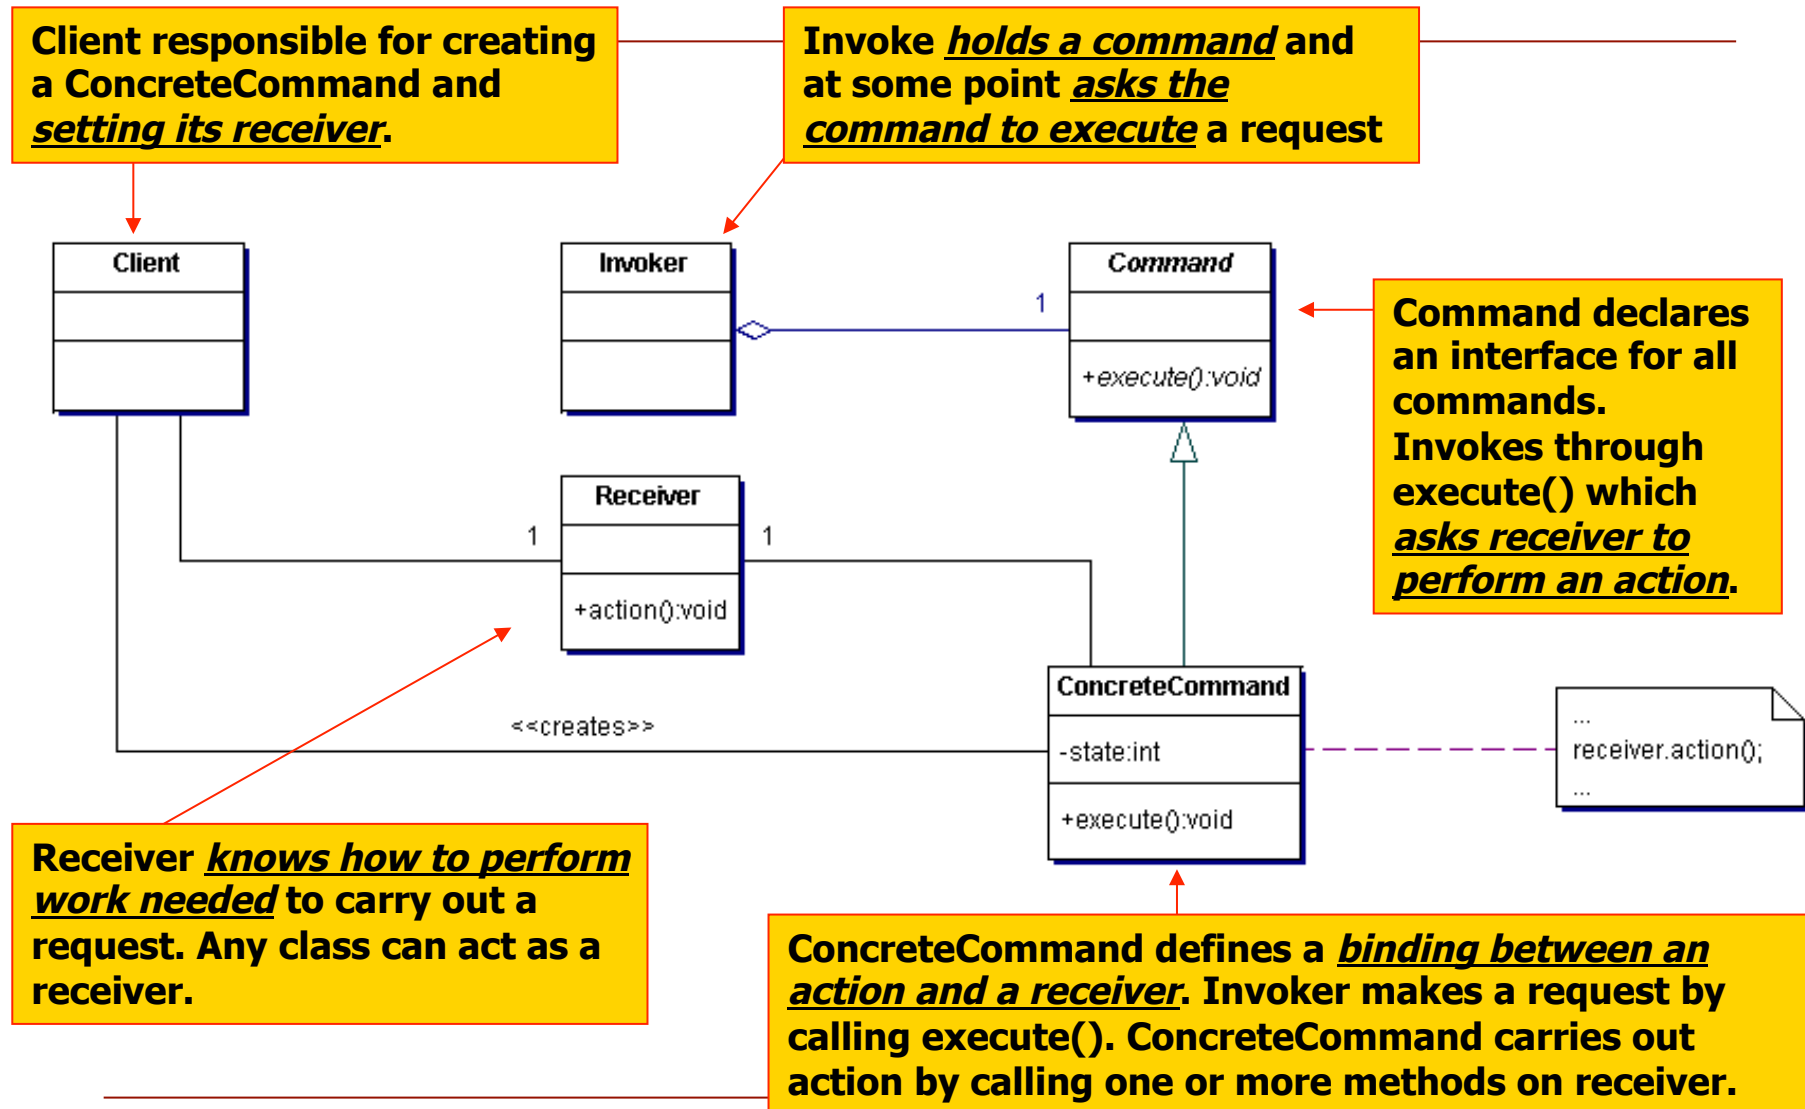 Client responsible for creating
a ConcreteCommand and
setting its receiver.
Invoke holds a command and
at some point asks the
command to execute a request
Client
Invoker
Command
1
+execute():void
Command declares
an interface for all
commands.
Invokes through
execute() which
asks receiver to
perform an action.
Receiver
1
1
+action():void
<<creates>>
ConcreteCommand
-state:int
+execute():void
...
receiver.action();
...
Receiver knows how to perform
work needed to carry out a
request. Any class can act as a
receiver.
ConcreteCommand defines a binding between an
action and a receiver. Invoker makes a request by
calling execute(). ConcreteCommand carries out
action by calling one or more methods on receiver.